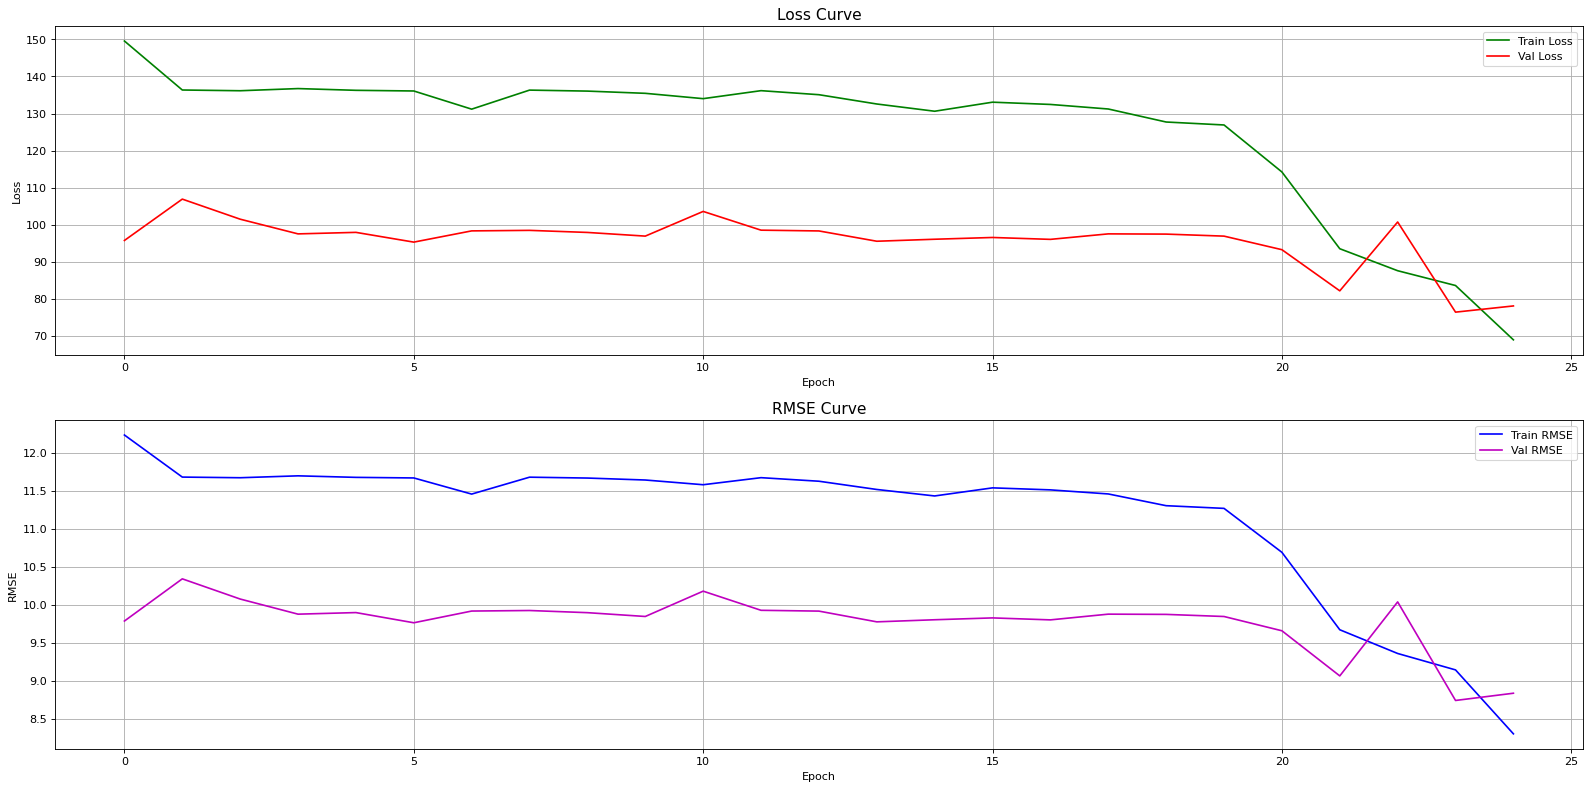 Loss Curve
Train Loss
Val Loss
Loss
150
140
130
120
110
100
90
80
70
0 5 10 15 20 25
Epoch
RMSE Curve
Train RMSE
Val RMSE
RMSE
12.0
11.5
11.0
10.5
10.0
9.5
9.0
8.5
0 5 10 15 20 25
Epoch